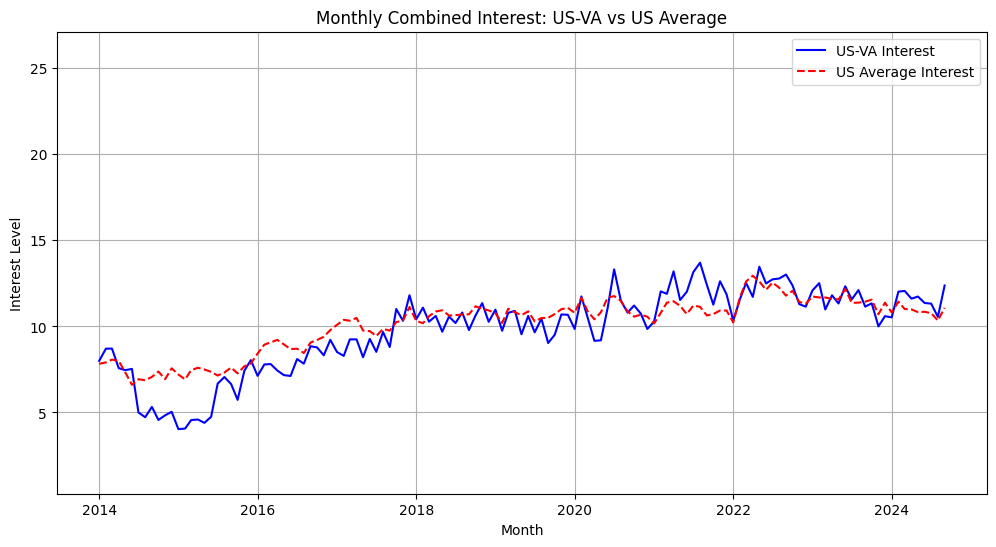 Monthly Combined Interest: US-VA vs US Average
US-VA Interest
US Average Interest
Interest Level
25
20
15
10
5
2014 2016 2018 2020 2022 2024
Month